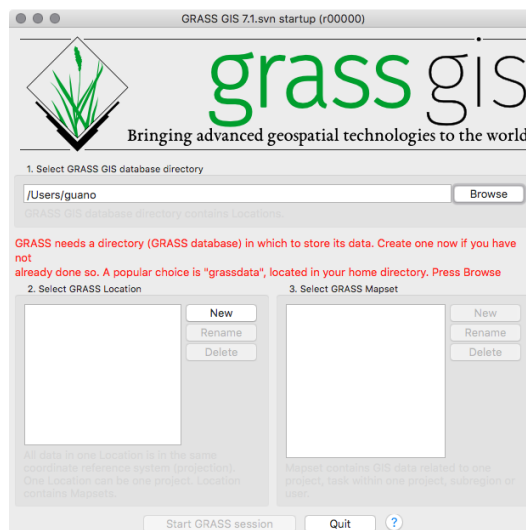 GRASS GIS 7.1.svn startup (r00000)
grass gis
Bringing advanced geospatial technologies to the world
1. Select GRASS GIS database directory
/Users/guano
Browse
GRASS GIS database directory contains Locations.
GRASS needs a directory (GRASS database) in which to store its data. Create one now if you have
not
already done so. A popular choice is "grassdata", located in your home directory. Press Browse
2. Select GRASS Location
New
Rename
Delete
All data in one Location is in the same
coordinate reference system (projection).
One Location can be one project. Location
contains Mapsets.
3. Select GRASS Mapset
New
Rename
Delete
Mapset contains GIS data related to one
project, task within one project, subregion or
user.
Start GRASS session
Quit
?